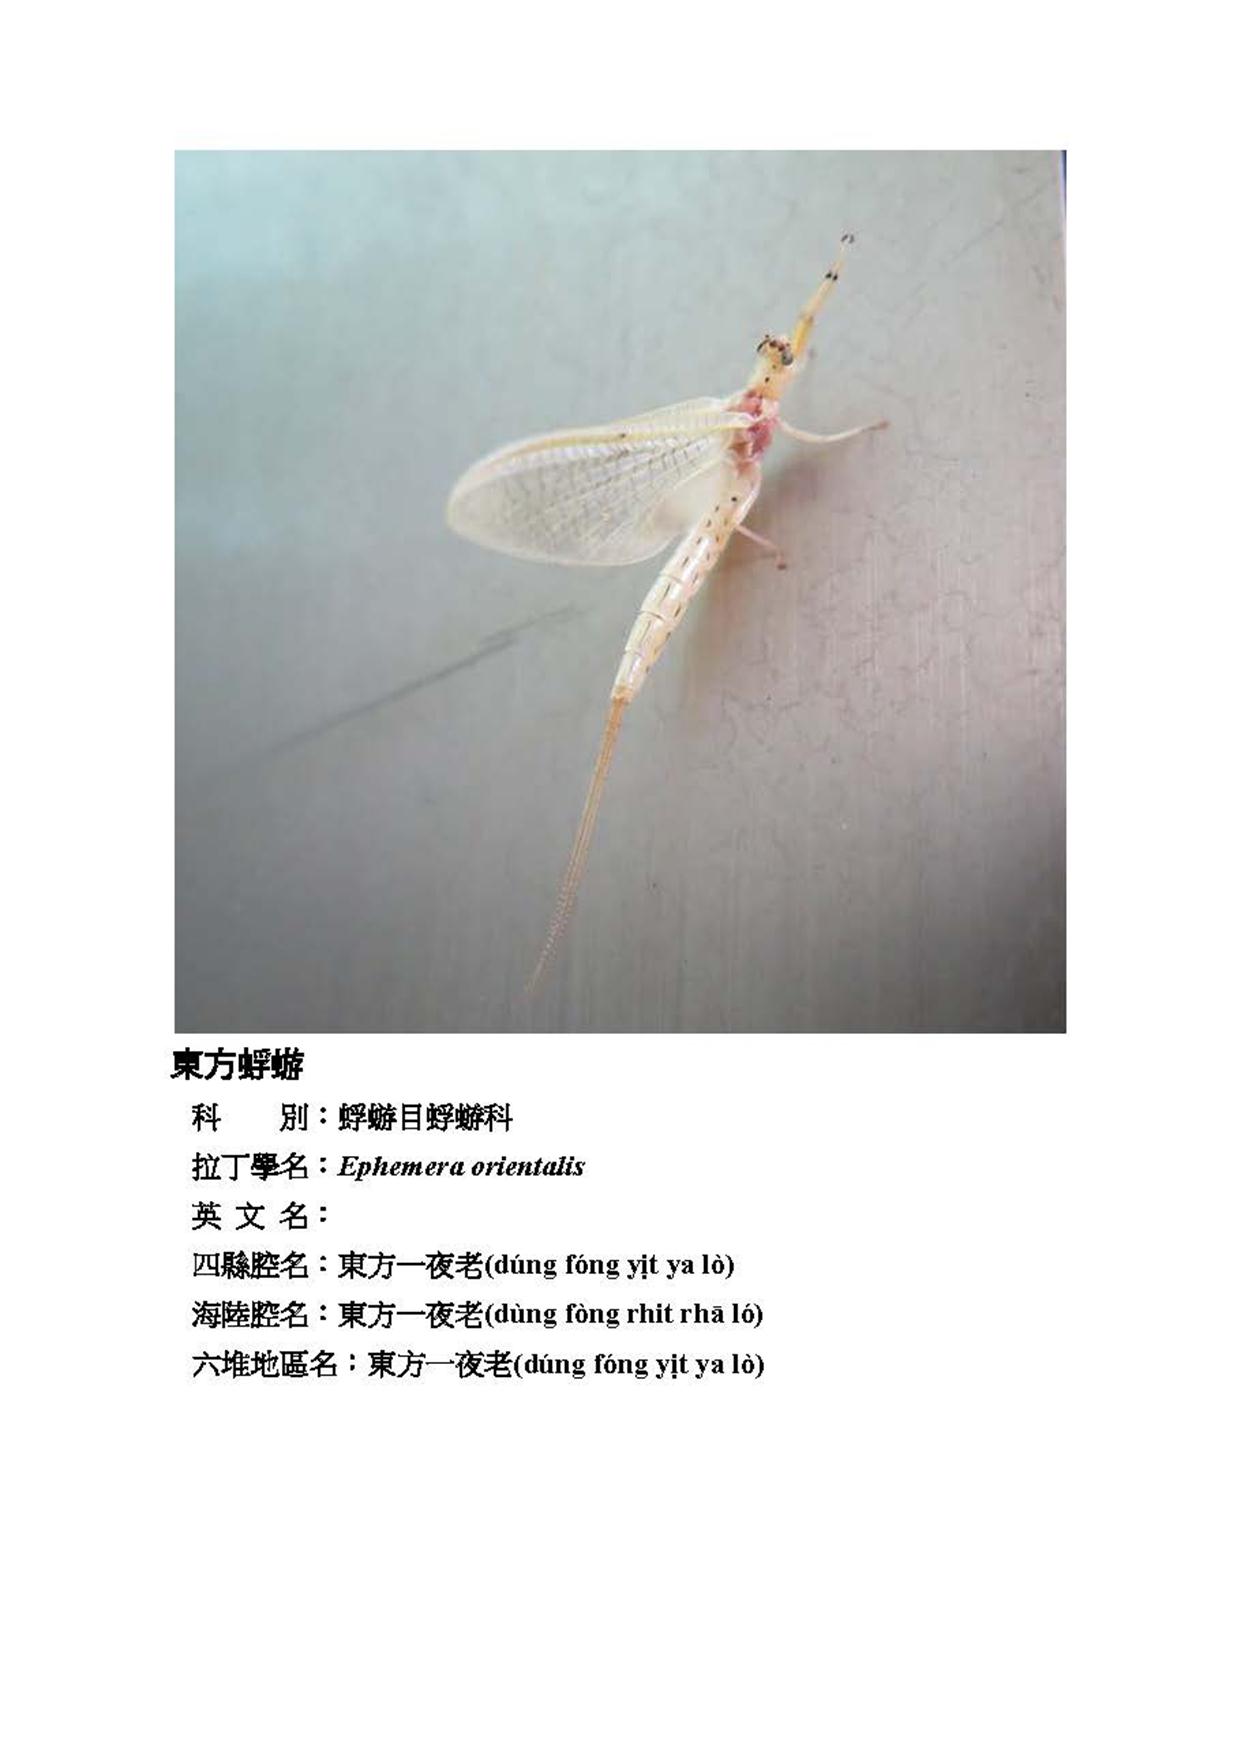 東方蜉蝣
科　　別：蜉蝣目蜉蝣科
拉丁學名：Ephemera orientalis
英 文 名：
四縣腔名：東方一夜老(dúng fóng yịt ya lò)
海陸腔名：東方一夜老(dùng fòng rhit rhā ló)
六堆地區名：東方一夜老(dúng fóng yịt ya lò)